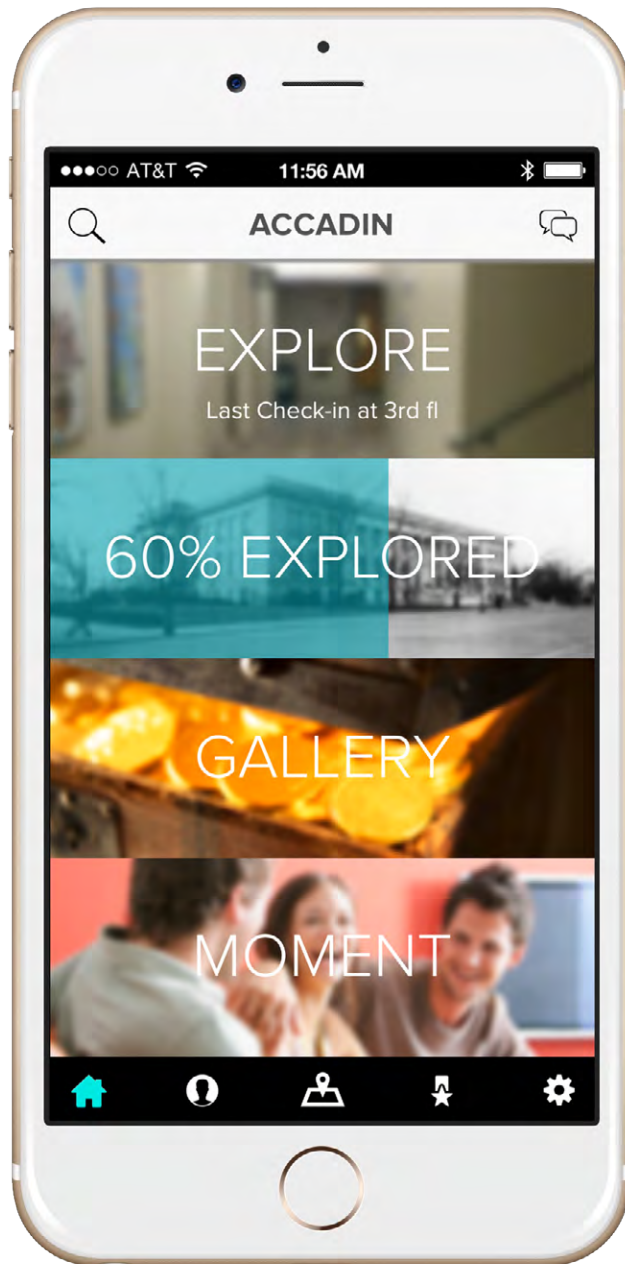 AT&T 11:56 AM
ACCADIN
EXPLORE
Last Check-in at 3rd fl
60% EXPLORED
GALLERY
MOMENT